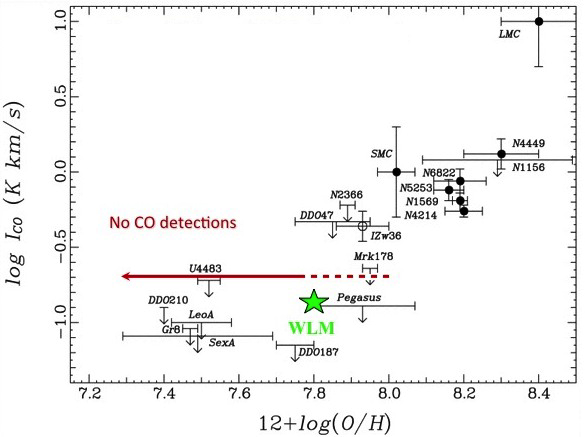 1.0
0.5
0.0
−0.5
−1.0
log I_CO (K km/s)
LMC
SMC
N4449
N1156
N6822
N5253
N1569
N4214
N2366
DDO47
IZw36
No CO detections
Mrk178
U4483
DDO210
Pegasus
LeoA
WLM
Gr8
SexA
DDO187
7.2 7.4 7.6 7.8 8.0 8.2 8.4
12+log(O/H)